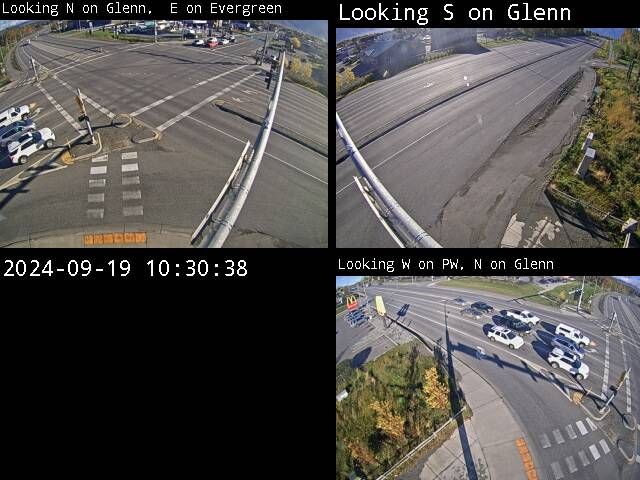 Looking N on Glenn,  E on Evergreen
Looking S on Glenn
2024-09-19 10:30:38
Looking W on PW, N on Glenn